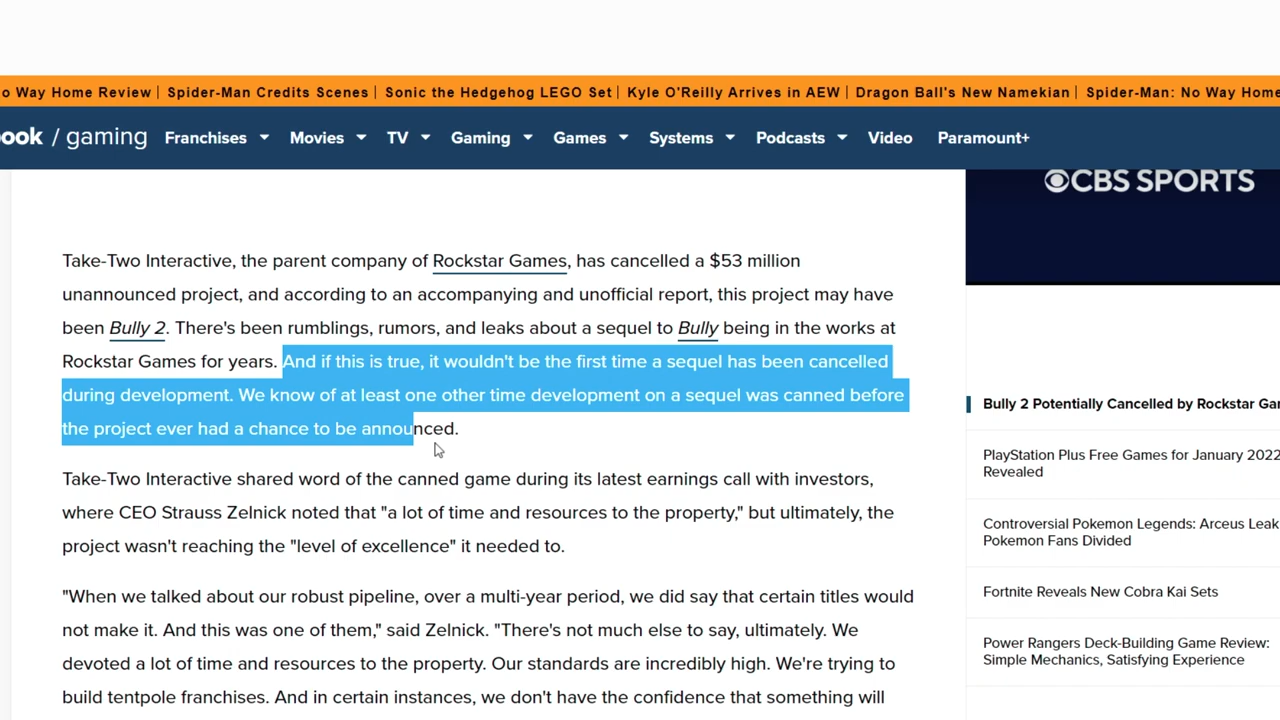 o Way Home Review | Spider-Man Credits Scenes | Sonic the Hedgehog LEGO Set | Kyle O'Reilly Arrives in AEW | Dragon Ball's New Namekian | Spider-Man: No Way Home
ook / gaming Franchises Movies TV Gaming Games Systems Podcasts Video Paramount+
CBS SPORTS
Take-Two Interactive, the parent company of Rockstar Games, has cancelled a $53 million
unannounced project, and according to an accompanying and unofficial report, this project may have
been Bully 2. There's been rumblings, rumors, and leaks about a sequel to Bully being in the works at
Rockstar Games for years. And if this is true, it wouldn't be the first time a sequel has been cancelled
during development. We know of at least one other time development on a sequel was canned before
the project ever had a chance to be announced.
Take-Two Interactive shared word of the canned game during its latest earnings call with investors,
where CEO Strauss Zelnick noted that "a lot of time and resources to the property," but ultimately, the
project wasn't reaching the "level of excellence" it needed to.
"When we talked about our robust pipeline, over a multi-year period, we did say that certain titles would
not make it. And this was one of them," said Zelnick. "There's not much else to say, ultimately. We
devoted a lot of time and resources to the property. Our standards are incredibly high. We're trying to
build tentpole franchises. And in certain instances, we don't have the confidence that something will
Bully 2 Potentially Cancelled by Rockstar Gar
PlayStation Plus Free Games for January 2022
Revealed
Controversial Pokemon Legends: Arceus Leak
Pokemon Fans Divided
Fortnite Reveals New Cobra Kai Sets
Power Rangers Deck-Building Game Review:
Simple Mechanics, Satisfying Experience